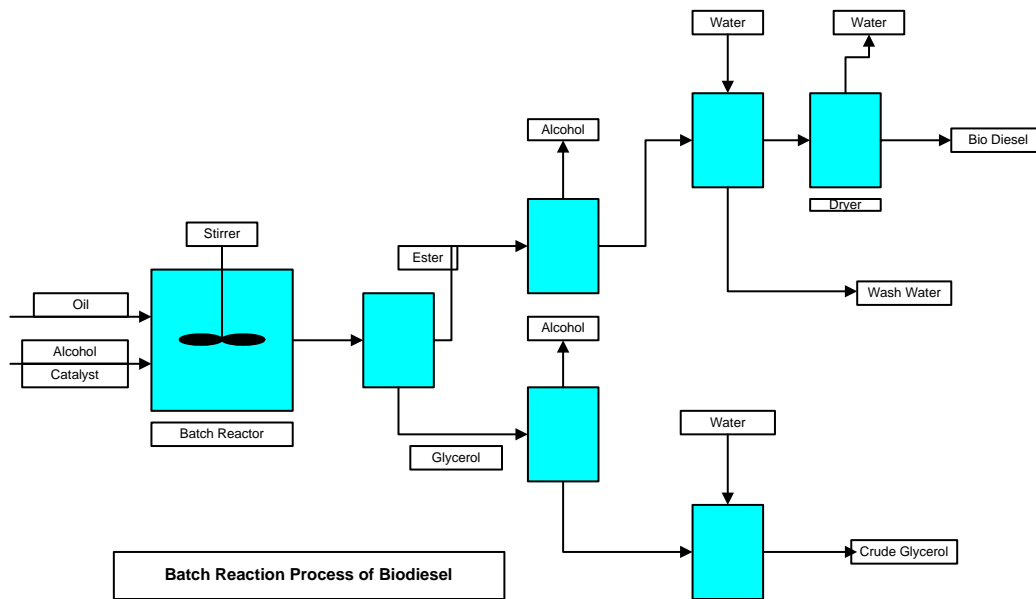 Water
Water
Alcohol
Bio Diesel
Dryer
Stirrer
Ester
Oil
Wash Water
Alcohol
Alcohol
Catalyst
Batch Reactor
Water
Glycerol
Crude Glycerol
Batch Reaction Process of Biodiesel